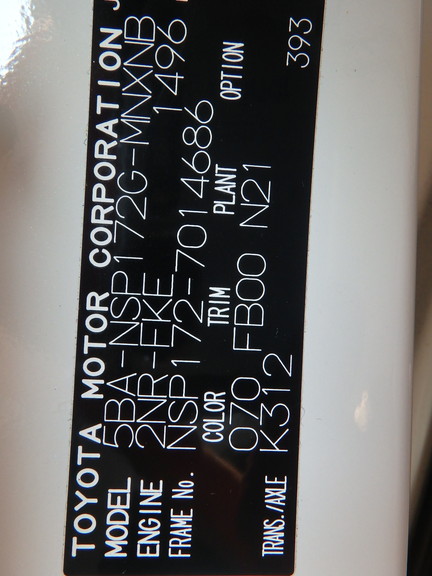 TOYOTA MOTOR CORPORATION J
MODEL 5BA-NSP172G-MNXNB
ENGINE 2NR-FKE 1496
FRAME No. NSP172-7014686
COLOR TRIM PLANT OPTION
070 FB00 N21
TRANS./AXLE K312 393